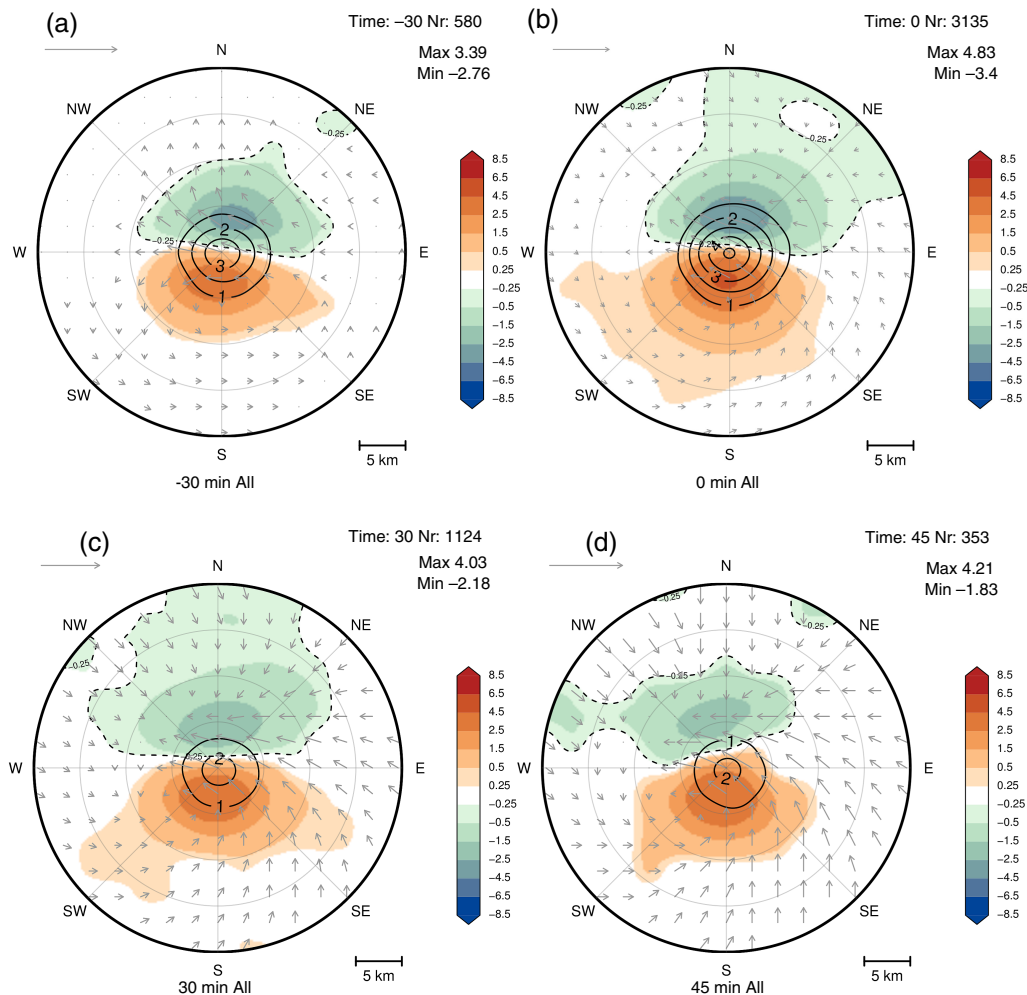 (a)
Time: –30 Nr: 580
Max 3.39
Min –2.76
N
NW
NE
W
E
SW
SE
S
–0.25
–0.25
2
3
1
8.5
6.5
4.5
2.5
1.5
0.5
0.25
–0.25
–0.5
–1.5
–2.5
–4.5
–6.5
–8.5
5 km
-30 min All
(b)
Time: 0 Nr: 3135
Max 4.83
Min –3.4
N
NW
NE
W
E
SW
SE
S
–0.25
–0.25
2
4
3
1
8.5
6.5
4.5
2.5
1.5
0.5
0.25
–0.25
–0.5
–1.5
–2.5
–4.5
–6.5
–8.5
5 km
0 min All
(c)
Time: 30 Nr: 1124
Max 4.03
Min –2.18
N
NW
NE
W
E
SW
SE
S
–0.25
–0.25
2
1
8.5
6.5
4.5
2.5
1.5
0.5
0.25
–0.25
–0.5
–1.5
–2.5
–4.5
–6.5
–8.5
5 km
30 min All
(d)
Time: 45 Nr: 353
Max 4.21
Min –1.83
N
NW
NE
W
E
SW
SE
S
–0.25
–0.25
–0.25
1
2
8.5
6.5
4.5
2.5
1.5
0.5
0.25
–0.25
–0.5
–1.5
–2.5
–4.5
–6.5
–8.5
5 km
45 min All